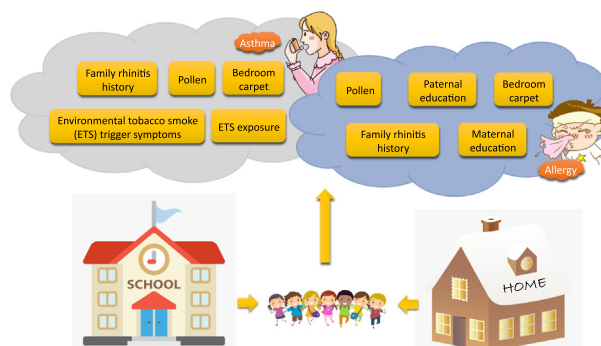 Asthma
Family rhinitis
history
Pollen
Bedroom
carpet
Environmental tobacco smoke
(ETS) trigger symptoms
ETS exposure
Pollen
Paternal
education
Bedroom
carpet
Family rhinitis
history
Maternal
education
Allergy
SCHOOL
HOME